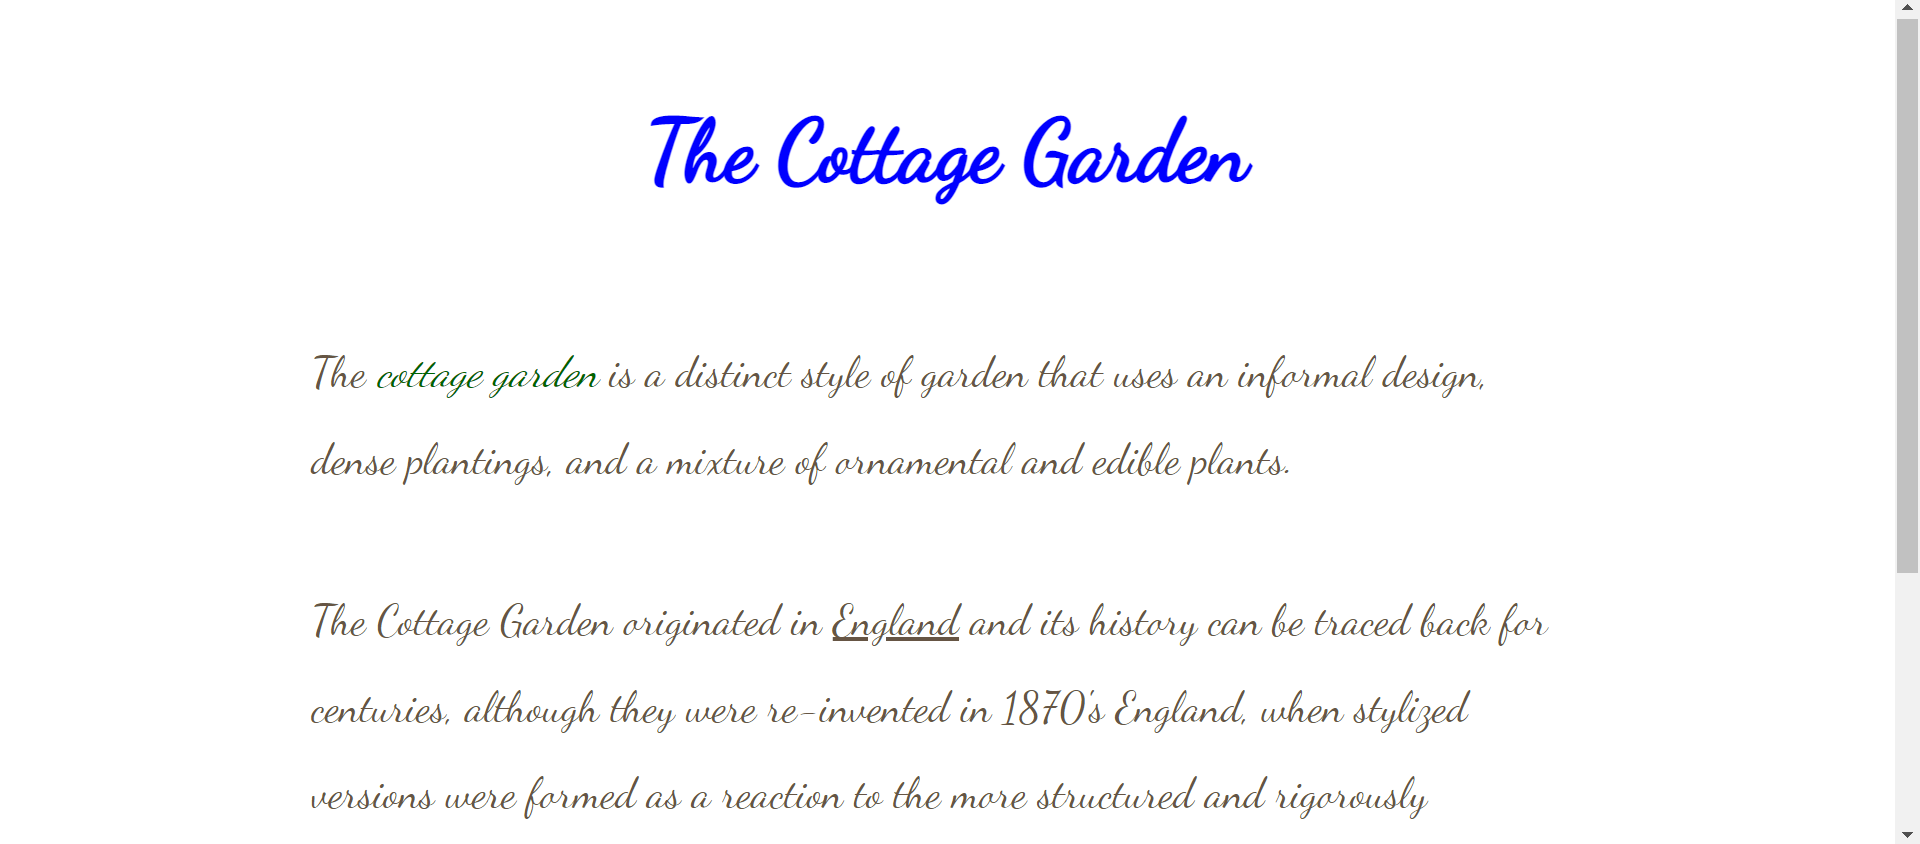 The Cottage Garden
The cottage garden is a distinct style of garden that uses an informal design,
dense plantings, and a mixture of ornamental and edible plants.
The Cottage Garden originated in England and its history can be traced back for
centuries, although they were re-invented in 1870's England, when stylized
versions were formed as a reaction to the more structured and rigorously